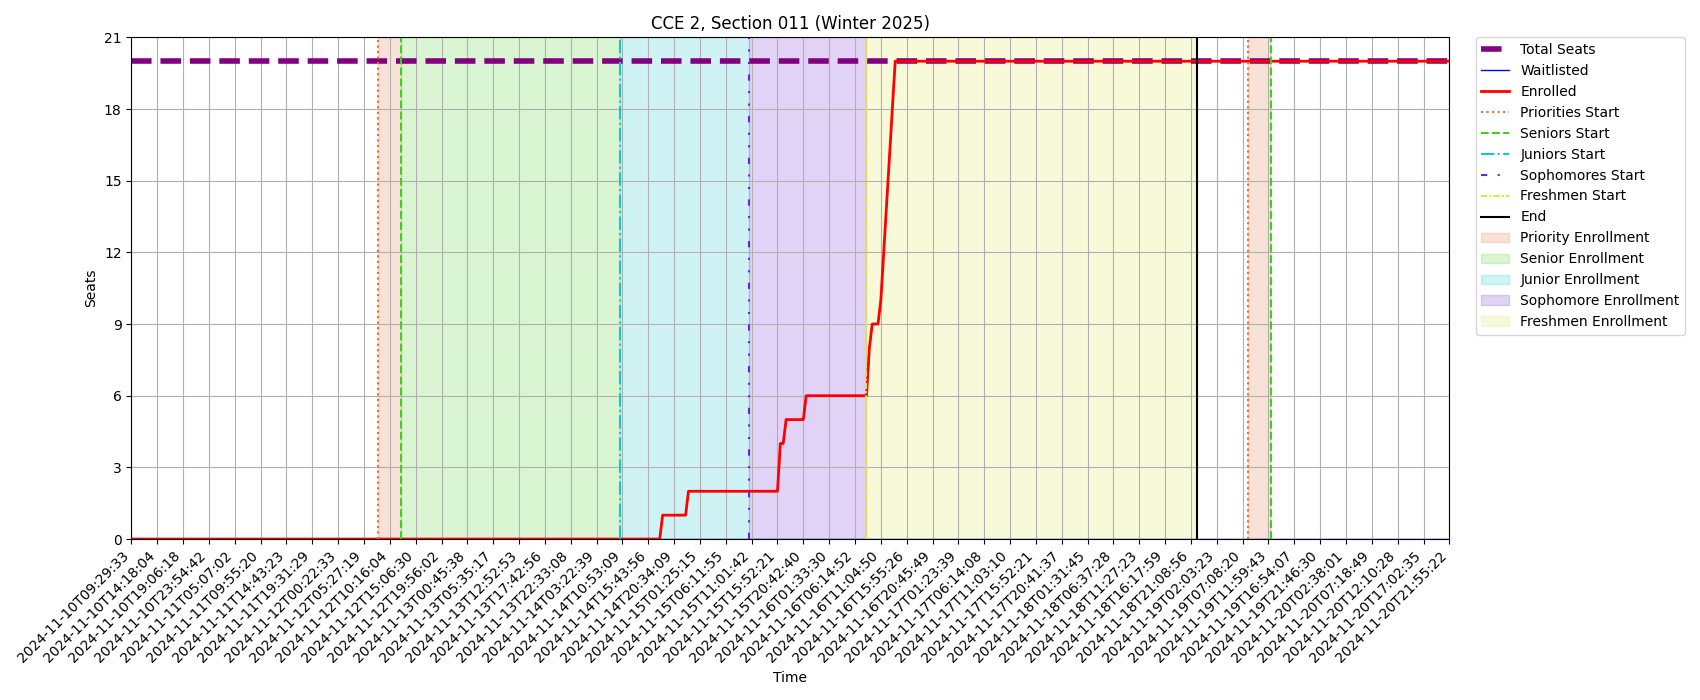 CCE 2, Section 011 (Winter 2025)
21
18
15
12
9
6
3
0
Seats
2024-11-10T09:29:33
2024-11-10T14:18:04
2024-11-10T19:06:18
2024-11-10T23:54:42
2024-11-11T05:07:02
2024-11-11T09:55:20
2024-11-11T14:43:23
2024-11-11T19:31:29
2024-11-12T00:22:33
2024-11-12T05:27:19
2024-11-12T10:16:04
2024-11-12T15:06:30
2024-11-12T19:56:02
2024-11-13T00:45:38
2024-11-13T05:35:17
2024-11-13T12:52:53
2024-11-13T17:42:56
2024-11-13T22:33:08
2024-11-14T03:22:39
2024-11-14T10:53:09
2024-11-14T15:43:56
2024-11-14T20:34:09
2024-11-15T01:25:15
2024-11-15T06:11:55
2024-11-15T11:01:42
2024-11-15T15:52:21
2024-11-15T20:42:40
2024-11-16T01:33:30
2024-11-16T06:14:52
2024-11-16T11:04:50
2024-11-16T15:55:26
2024-11-16T20:45:49
2024-11-17T01:23:39
2024-11-17T06:14:08
2024-11-17T11:03:10
2024-11-17T15:52:21
2024-11-17T20:41:37
2024-11-18T01:31:45
2024-11-18T06:37:28
2024-11-18T11:27:23
2024-11-18T16:17:59
2024-11-18T21:08:56
2024-11-19T02:03:23
2024-11-19T07:08:20
2024-11-19T11:59:43
2024-11-19T16:54:07
2024-11-19T21:46:30
2024-11-20T02:38:01
2024-11-20T07:18:49
2024-11-20T12:10:28
2024-11-20T17:02:35
2024-11-20T21:55:22
Time
Total Seats
Waitlisted
Enrolled
Priorities Start
Seniors Start
Juniors Start
Sophomores Start
Freshmen Start
End
Priority Enrollment
Senior Enrollment
Junior Enrollment
Sophomore Enrollment
Freshmen Enrollment